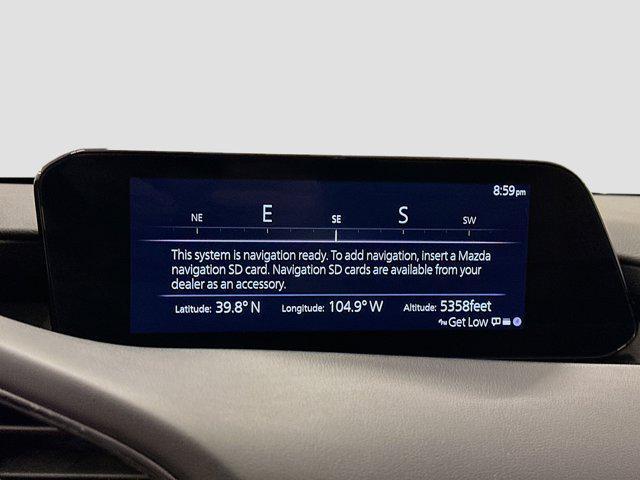 8:59pm
NE E SE S SW
This system is navigation ready. To add navigation, insert a Mazda
navigation SD card. Navigation SD cards are available from your
dealer as an accessory.
Latitude: 39.8° N Longitude: 104.9° W Altitude: 5358feet
Get Low